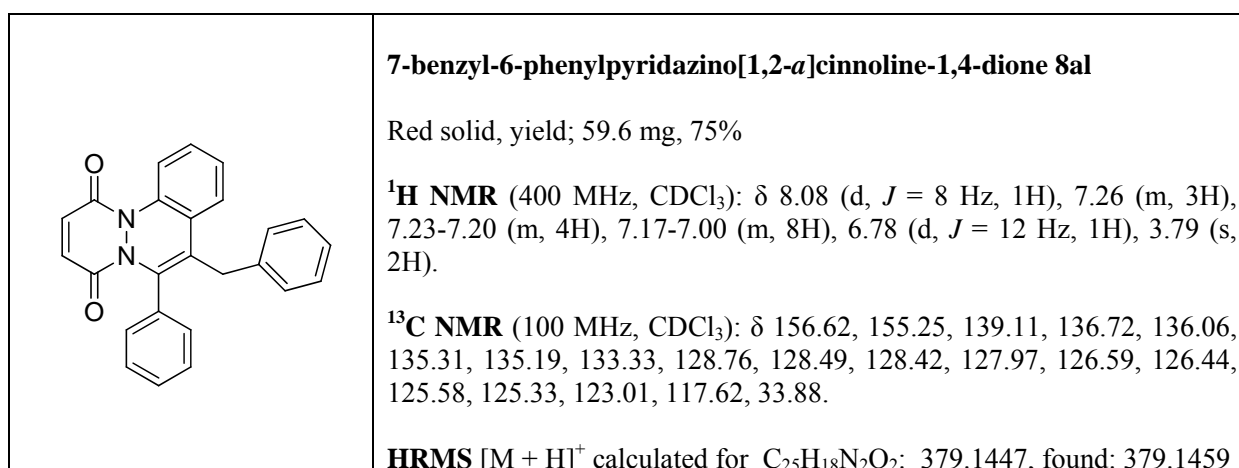 O
N
N
O
7-benzyl-6-phenylpyridazino[1,2-a]cinnoline-1,4-dione 8al
Red solid, yield; 59.6 mg, 75%
¹H NMR (400 MHz, CDCl₃): δ 8.08 (d, J = 8 Hz, 1H), 7.26 (m, 3H),
7.23-7.20 (m, 4H), 7.17-7.00 (m, 8H), 6.78 (d, J = 12 Hz, 1H), 3.79 (s,
2H).
¹³C NMR (100 MHz, CDCl₃): δ 156.62, 155.25, 139.11, 136.72, 136.06,
135.31, 135.19, 133.33, 128.76, 128.49, 128.42, 127.97, 126.59, 126.44,
125.58, 125.33, 123.01, 117.62, 33.88.
HRMS [M + H]⁺ calculated for C₂₅H₁₈N₂O₂: 379.1447, found: 379.1459